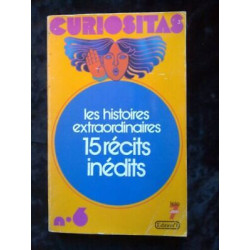 CURIOSITAS
les histoires
extraordinaires
15 récits
inédits
n·6